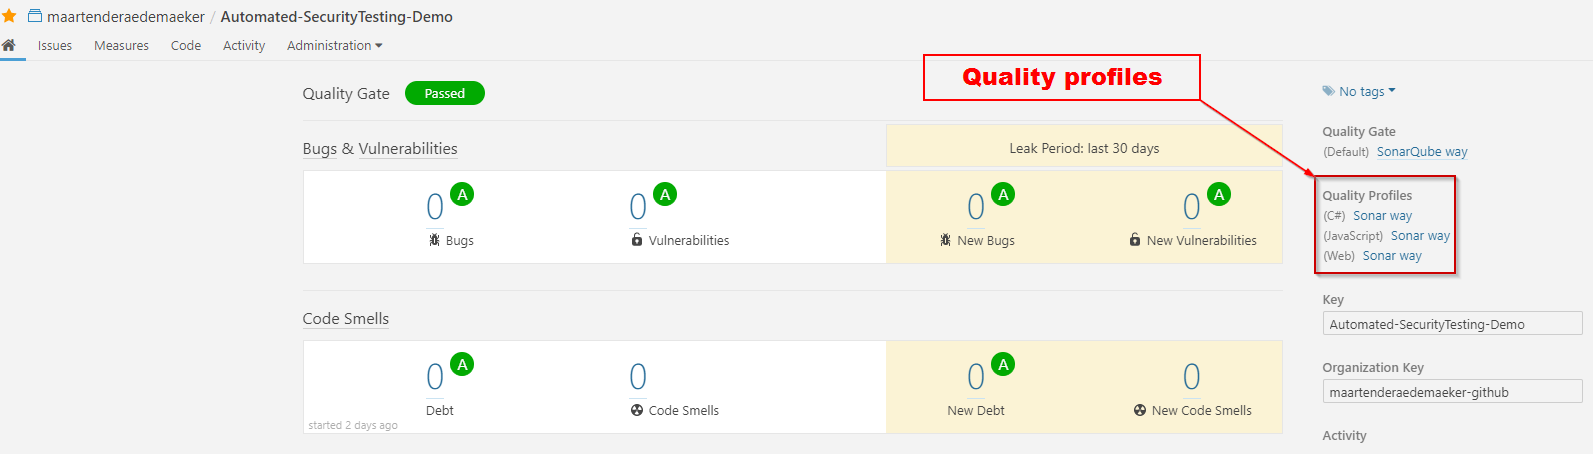 maartenderaedemaeker / Automated-SecurityTesting-Demo
Issues Measures Code Activity Administration
Quality profiles
Quality Gate Passed
No tags
Quality Gate
(Default) SonarQube way
Bugs & Vulnerabilities
Leak Period: last 30 days
0 A
Bugs
0 A
Vulnerabilities
0 A
New Bugs
0 A
New Vulnerabilities
Quality Profiles
(C#) Sonar way
(JavaScript) Sonar way
(Web) Sonar way
Code Smells
0 A
Debt
started 2 days ago
0
Code Smells
0 A
New Debt
0
New Code Smells
Key
Automated-SecurityTesting-Demo
Organization Key
maartenderaedemaeker-github
Activity